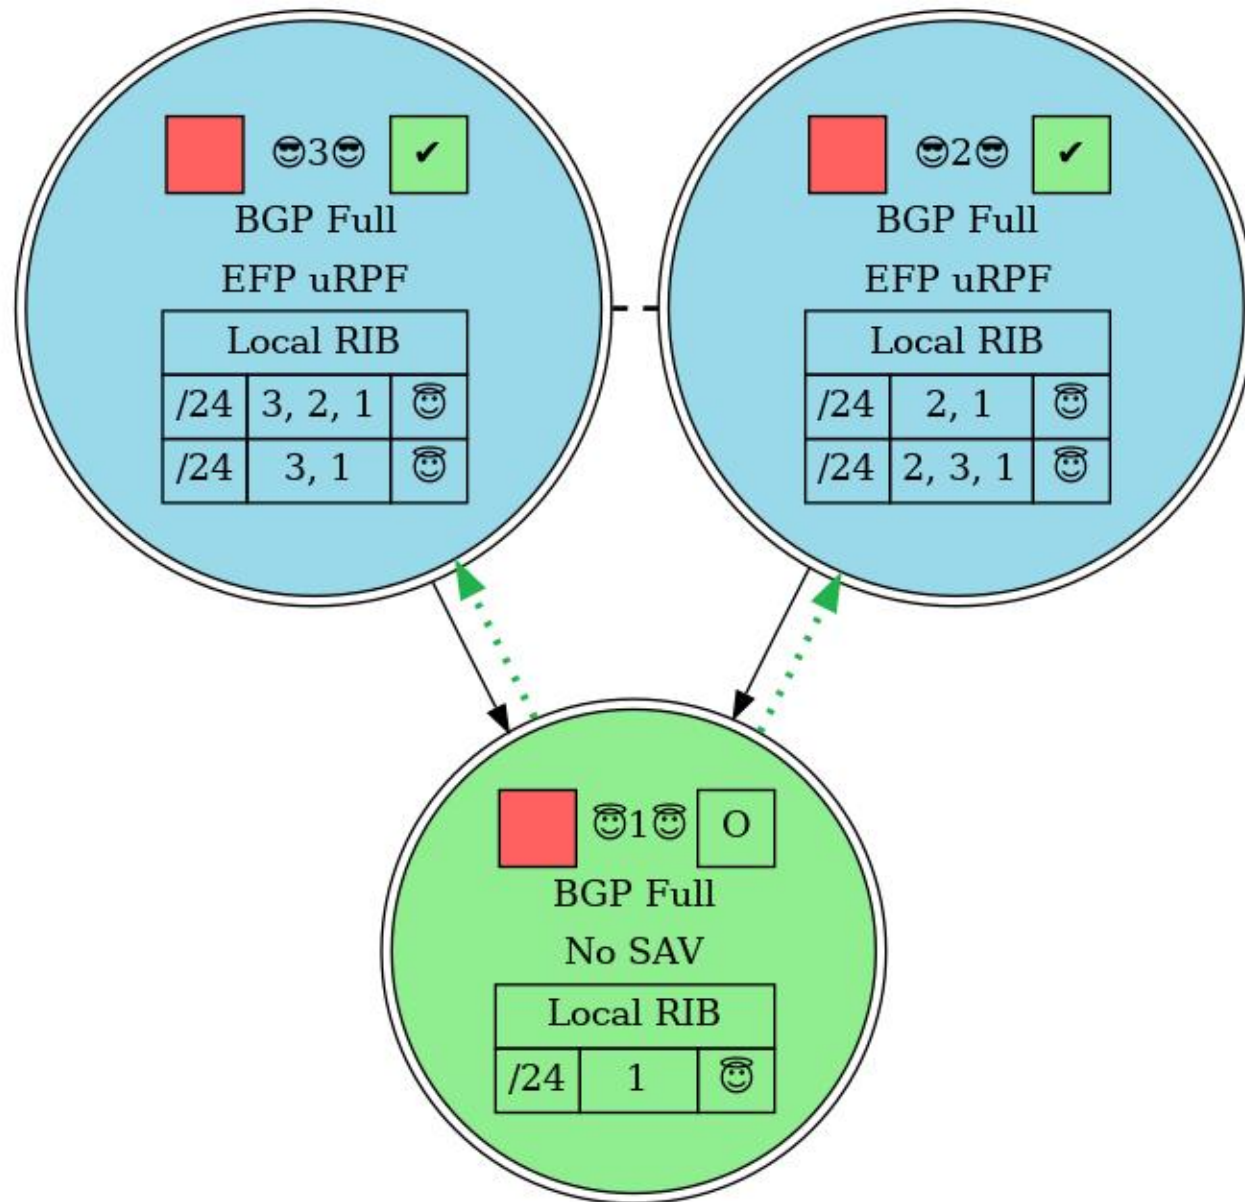 😎3😎 ✔
BGP Full
EFP uRPF
Local RIB
/24 3, 2, 1 😇
/24 3, 1 😇
😎2😎 ✔
BGP Full
EFP uRPF
Local RIB
/24 2, 1 😇
/24 2, 3, 1 😇
😇1😇 O
BGP Full
No SAV
Local RIB
/24 1 😇